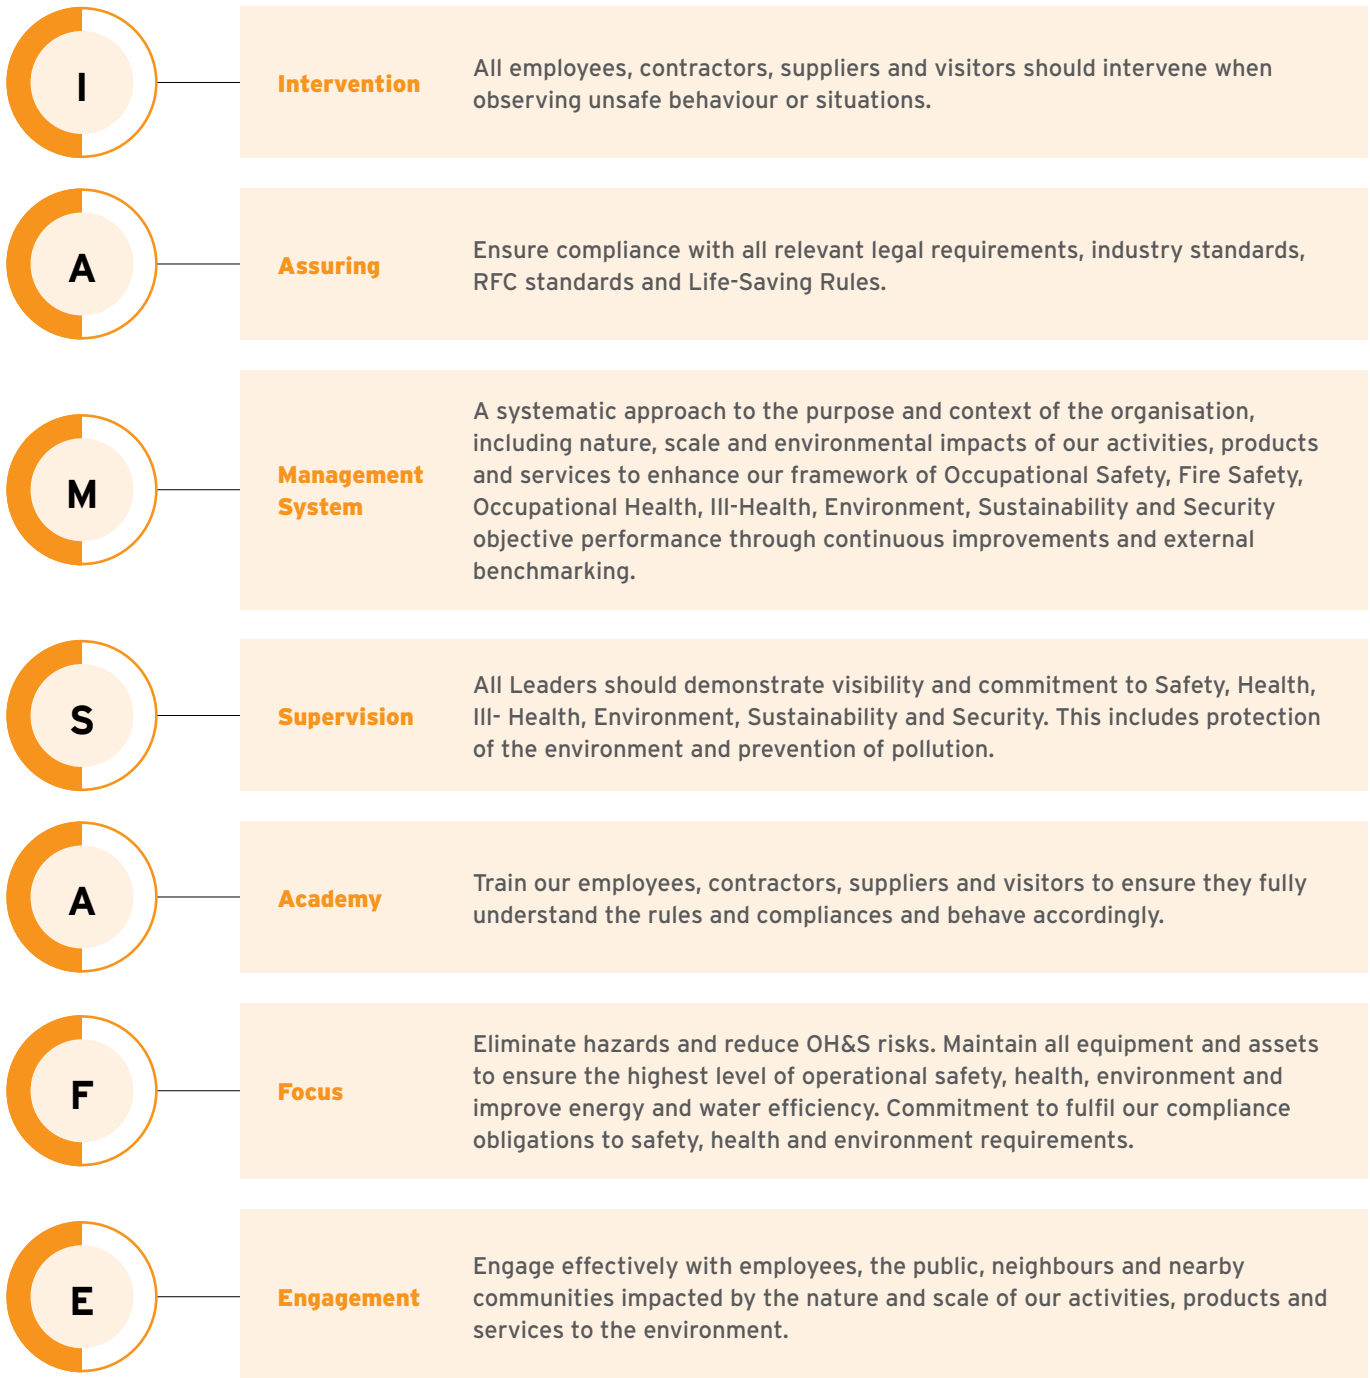 I
Intervention
All employees, contractors, suppliers and visitors should intervene when
observing unsafe behaviour or situations.
A
Assuring
Ensure compliance with all relevant legal requirements, industry standards,
RFC standards and Life-Saving Rules.
M
Management
System
A systematic approach to the purpose and context of the organisation,
including nature, scale and environmental impacts of our activities, products
and services to enhance our framework of Occupational Safety, Fire Safety,
Occupational Health, Ill-Health, Environment, Sustainability and Security
objective performance through continuous improvements and external
benchmarking.
S
Supervision
All Leaders should demonstrate visibility and commitment to Safety, Health,
Ill- Health, Environment, Sustainability and Security. This includes protection
of the environment and prevention of pollution.
A
Academy
Train our employees, contractors, suppliers and visitors to ensure they fully
understand the rules and compliances and behave accordingly.
F
Focus
Eliminate hazards and reduce OH&S risks. Maintain all equipment and assets
to ensure the highest level of operational safety, health, environment and
improve energy and water efficiency. Commitment to fulfil our compliance
obligations to safety, health and environment requirements.
E
Engagement
Engage effectively with employees, the public, neighbours and nearby
communities impacted by the nature and scale of our activities, products and
services to the environment.